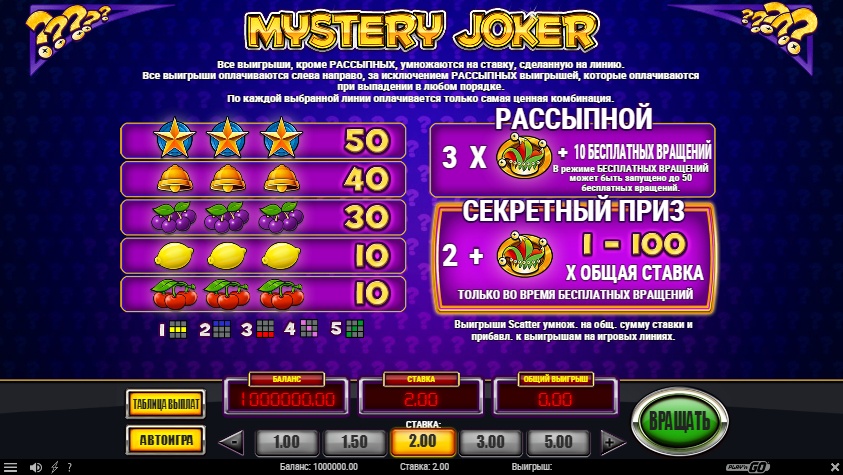 MYSTERY JOKER
Все выигрыши, кроме РАССЫПНЫХ, умножаются на ставку, сделанную на линию.
Все выигрыши оплачиваются слева направо, за исключением РАССЫПНЫХ выигрышей, которые оплачиваются
при выпадении в любом порядке.
По каждой выбранной линии оплачивается только самая ценная комбинация.
50
40
30
10
10
1 2 3 4 5
РАССЫПНОЙ
3 X + 10 БЕСПЛАТНЫХ ВРАЩЕНИЙ
В режиме БЕСПЛАТНЫХ ВРАЩЕНИЙ
может быть запущено до 50
бесплатных вращений.
СЕКРЕТНЫЙ ПРИЗ
2 + 1 - 100
X ОБЩАЯ СТАВКА
ТОЛЬКО ВО ВРЕМЯ БЕСПЛАТНЫХ ВРАЩЕНИЙ
Выигрыши Scatter умнож. на общ. сумму ставки и
прибавл. к выигрышам на игровых линиях.
БАЛАНС СТАВКА ОБЩИЙ ВЫИГРЫШ
1000000.00 2.00 0.00
ТАБЛИЦА ВЫПЛАТ
АВТОИГРА
СТАВКА:
- 1.00 1.50 2.00 3.00 5.00 +
ВРАЩАТЬ
? Баланс: 1000000.00 Ставка: 2.00 Выигрыш: PLAY'N GO